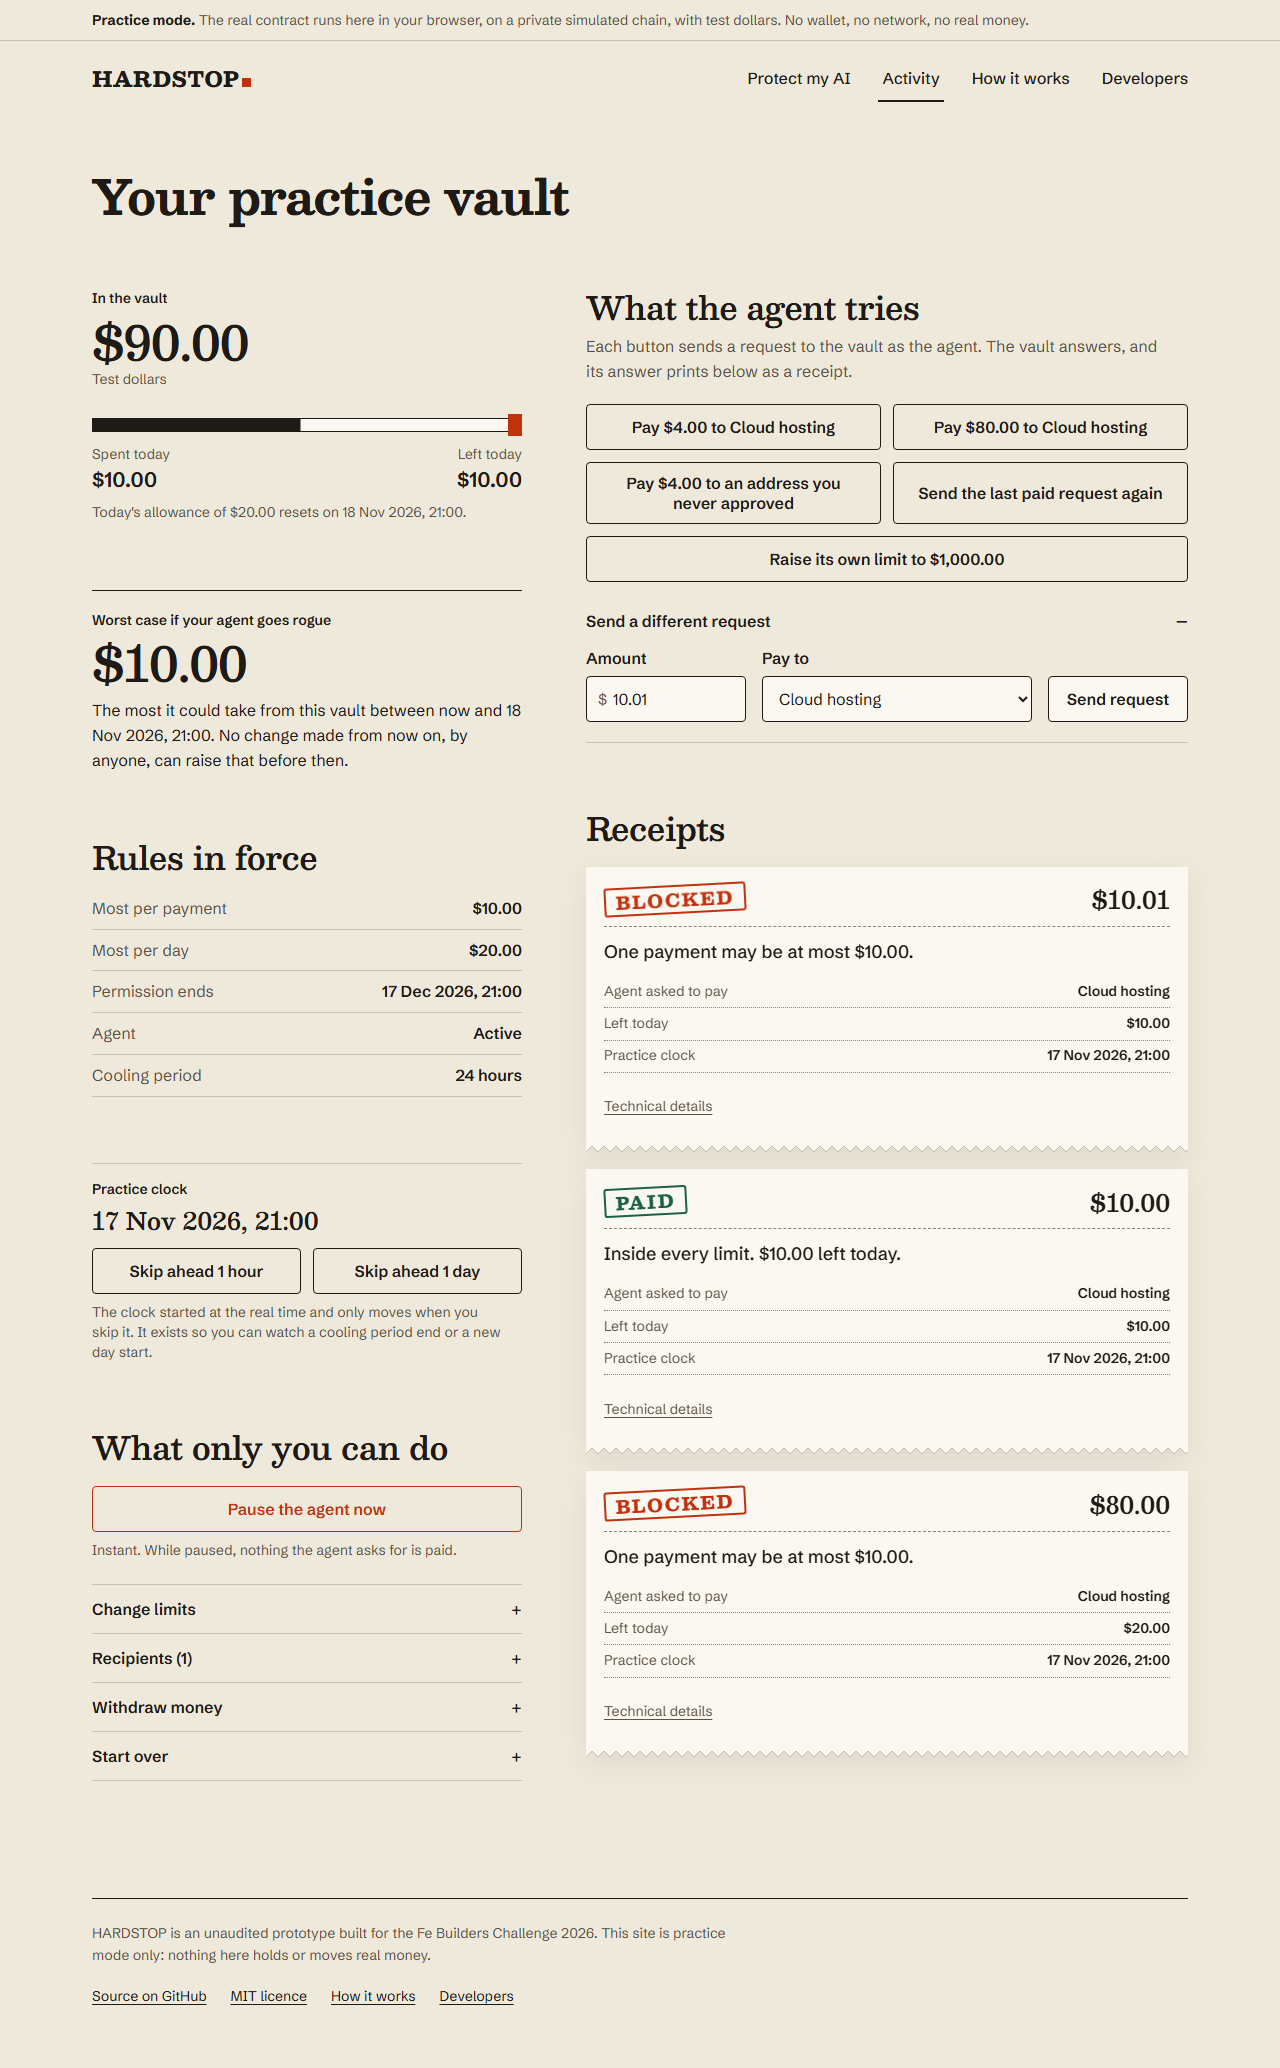 Practice mode. The real contract runs here in your browser, on a private simulated chain, with test dollars. No wallet, no network, no real money.
HARDSTOP
Protect my AI
Activity
How it works
Developers
Your practice vault
In the vault
$90.00
Test dollars
Spent today
Left today
$10.00
$10.00
Today's allowance of $20.00 resets on 18 Nov 2026, 21:00.
Worst case if your agent goes rogue
$10.00
The most it could take from this vault between now and 18
Nov 2026, 21:00. No change made from now on, by
anyone, can raise that before then.
Rules in force
Most per payment
$10.00
Most per day
$20.00
Permission ends
17 Dec 2026, 21:00
Agent
Active
Cooling period
24 hours
Practice clock
17 Nov 2026, 21:00
Skip ahead 1 hour
Skip ahead 1 day
The clock started at the real time and only moves when you
skip it. It exists so you can watch a cooling period end or a new
day start.
What only you can do
Pause the agent now
Instant. While paused, nothing the agent asks for is paid.
Change limits
+
Recipients (1)
+
Withdraw money
+
Start over
+
What the agent tries
Each button sends a request to the vault as the agent. The vault answers, and
its answer prints below as a receipt.
Pay $4.00 to Cloud hosting
Pay $80.00 to Cloud hosting
Pay $4.00 to an address you
never approved
Send the last paid request again
Raise its own limit to $1,000.00
Send a different request
−
Amount
Pay to
$ 10.01
Cloud hosting
Send request
Receipts
BLOCKED
$10.01
One payment may be at most $10.00.
Agent asked to pay
Cloud hosting
Left today
$10.00
Practice clock
17 Nov 2026, 21:00
Technical details
PAID
$10.00
Inside every limit. $10.00 left today.
Agent asked to pay
Cloud hosting
Left today
$10.00
Practice clock
17 Nov 2026, 21:00
Technical details
BLOCKED
$80.00
One payment may be at most $10.00.
Agent asked to pay
Cloud hosting
Left today
$20.00
Practice clock
17 Nov 2026, 21:00
Technical details
HARDSTOP is an unaudited prototype built for the Fe Builders Challenge 2026. This site is practice
mode only: nothing here holds or moves real money.
Source on GitHub
MIT licence
How it works
Developers